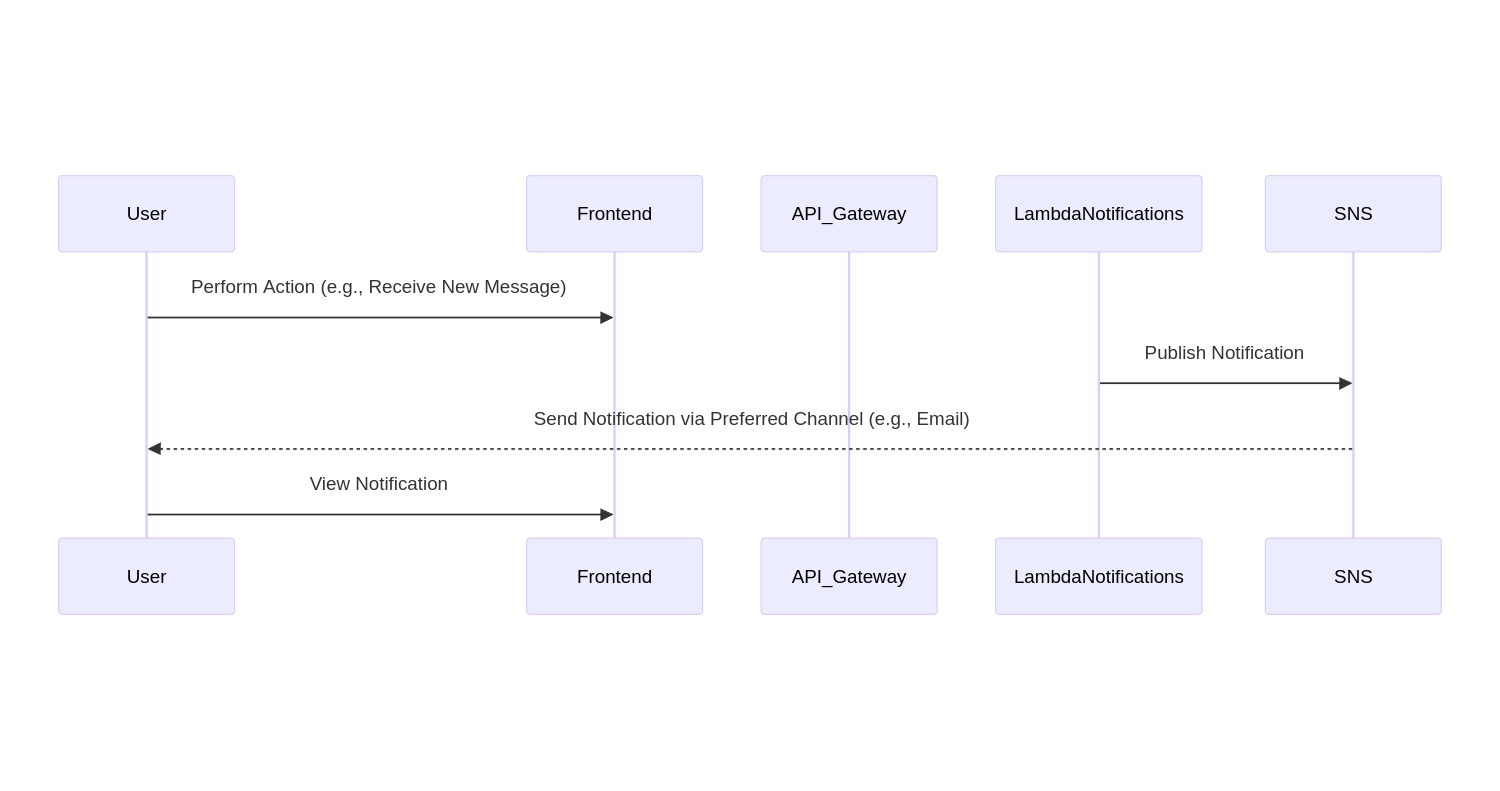 User
Frontend
API_Gateway
LambdaNotifications
SNS
Perform Action (e.g., Receive New Message)
Publish Notification
Send Notification via Preferred Channel (e.g., Email)
View Notification
User
Frontend
API_Gateway
LambdaNotifications
SNS